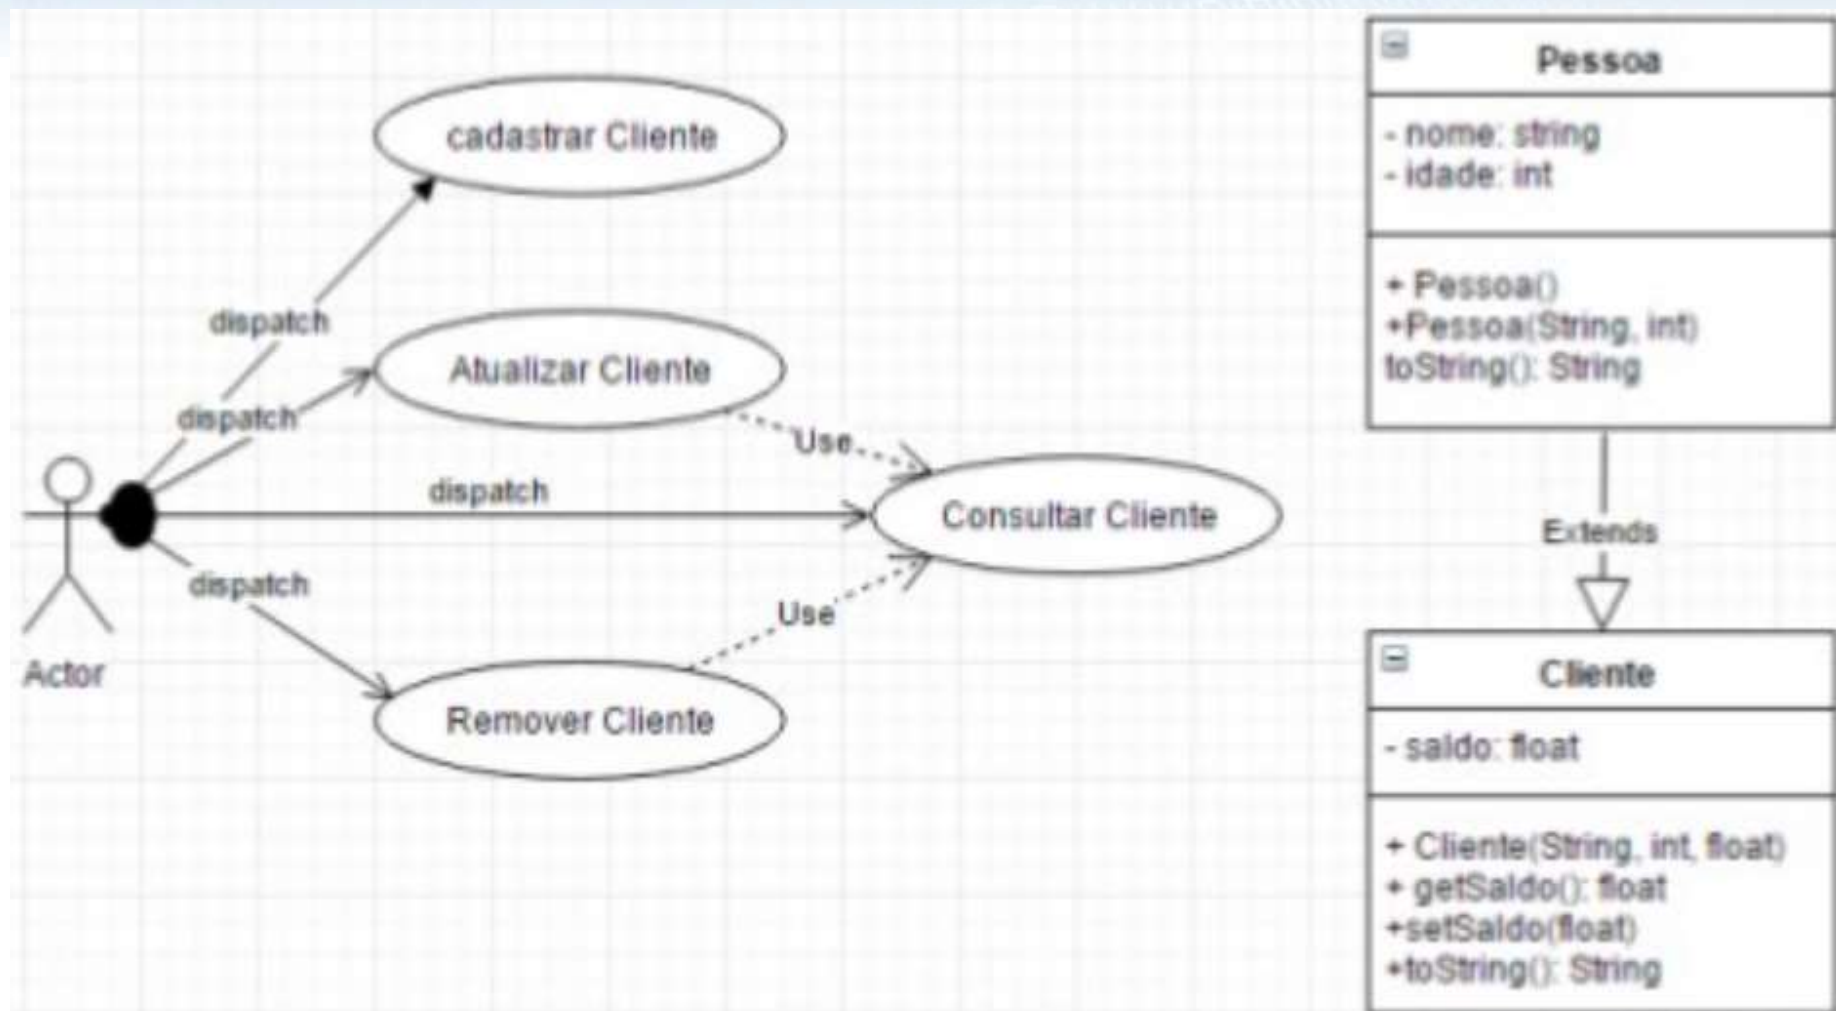 cadastrar Cliente
dispatch
Atualizar Cliente
dispatch
Use
dispatch
Consultar Cliente
dispatch
Use
Remover Cliente
Actor
Pessoa
- nome: string
- idade: int
+ Pessoa()
+Pessoa(String, int)
toString(): String
Extends
Cliente
- saldo: float
+ Cliente(String, int, float)
+ getSaldo(): float
+setSaldo(float)
+toString(): String